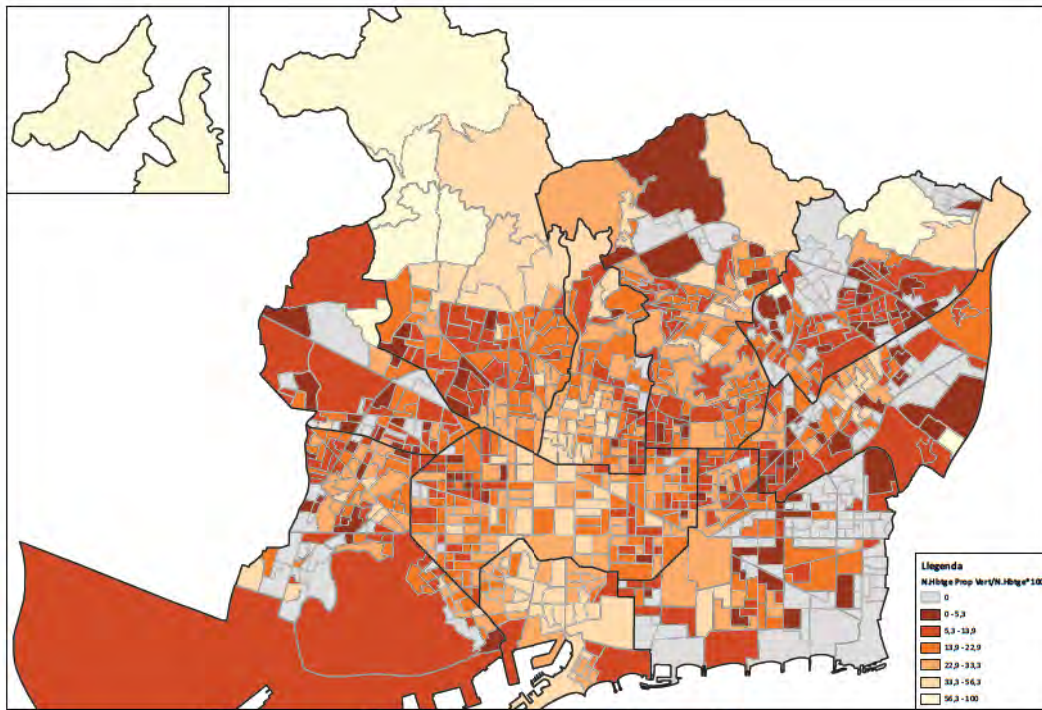 Llegenda
N.Hbtge Prop Vert/N.Hbtge*100
0
0 - 5,3
5,3 - 13,9
13,9 - 22,9
22,9 - 33,3
33,3 - 56,3
56,3 - 100